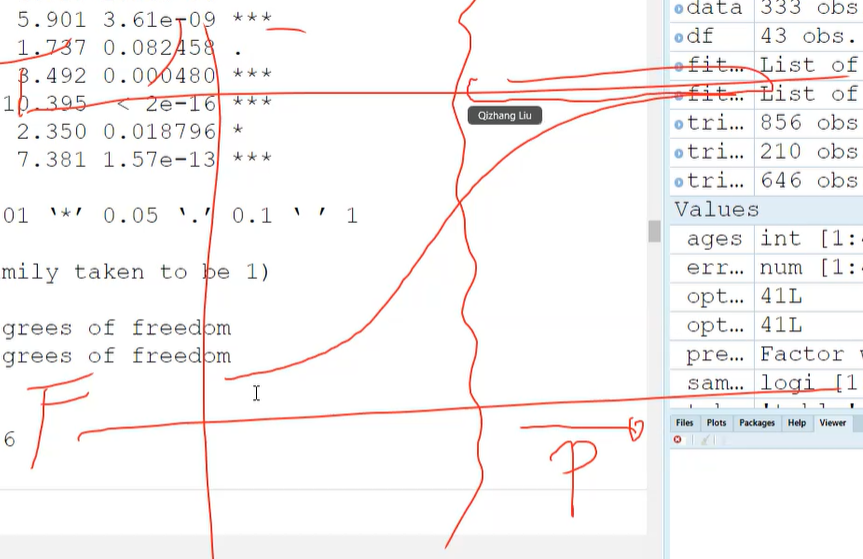 5.901 3.61e-09 ***
1.737 0.082458 .
3.492 0.000480 ***
10.395 < 2e-16 ***
2.350 0.018796 *
7.381 1.57e-13 ***
01 ‘*’ 0.05 ‘.’ 0.1 ‘ ’ 1
mily taken to be 1)
grees of freedom
grees of freedom
6
F
P
Qizhang Liu
data 333 obs
df 43 obs.
fit... List of
fit... List of
tri... 856 obs
tri... 210 obs
tri... 646 obs
Values
ages int [1:
err... num [1:
opt... 41L
opt... 41L
pre... Factor
sam... logi [1
Files Plots Packages Help Viewer